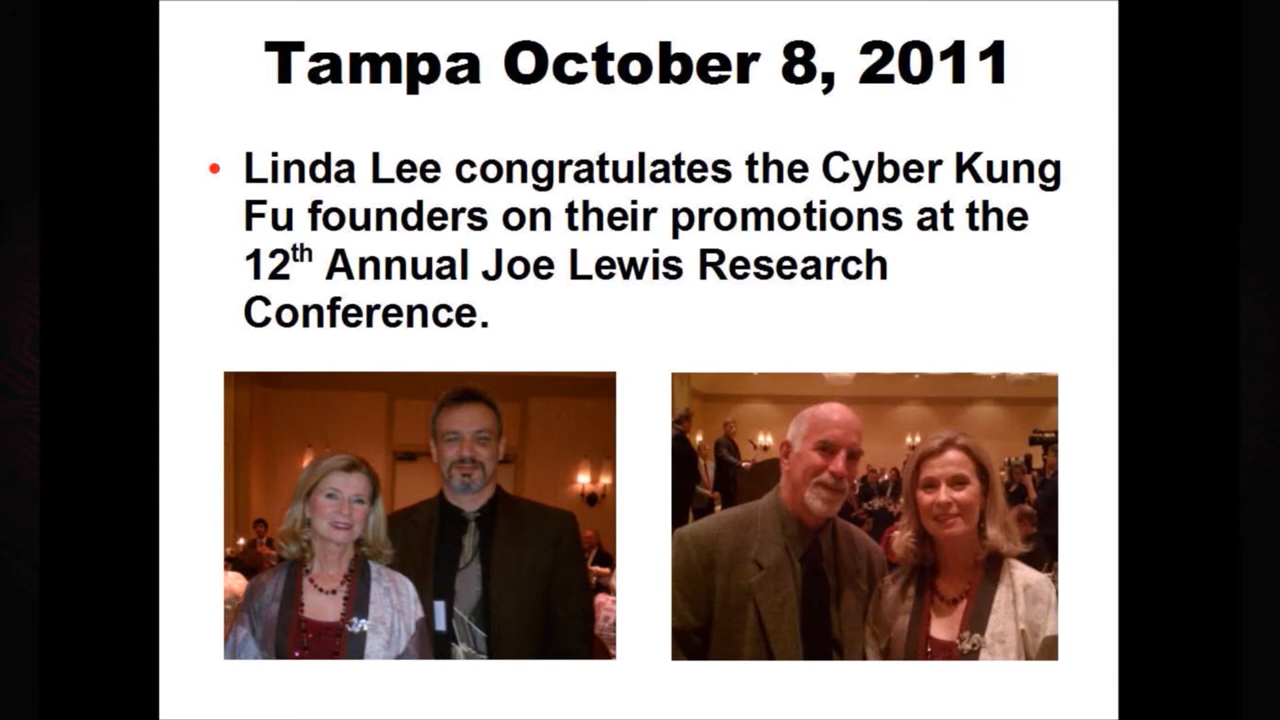 Tampa October 8, 2011
• Linda Lee congratulates the Cyber Kung
Fu founders on their promotions at the
12th Annual Joe Lewis Research
Conference.